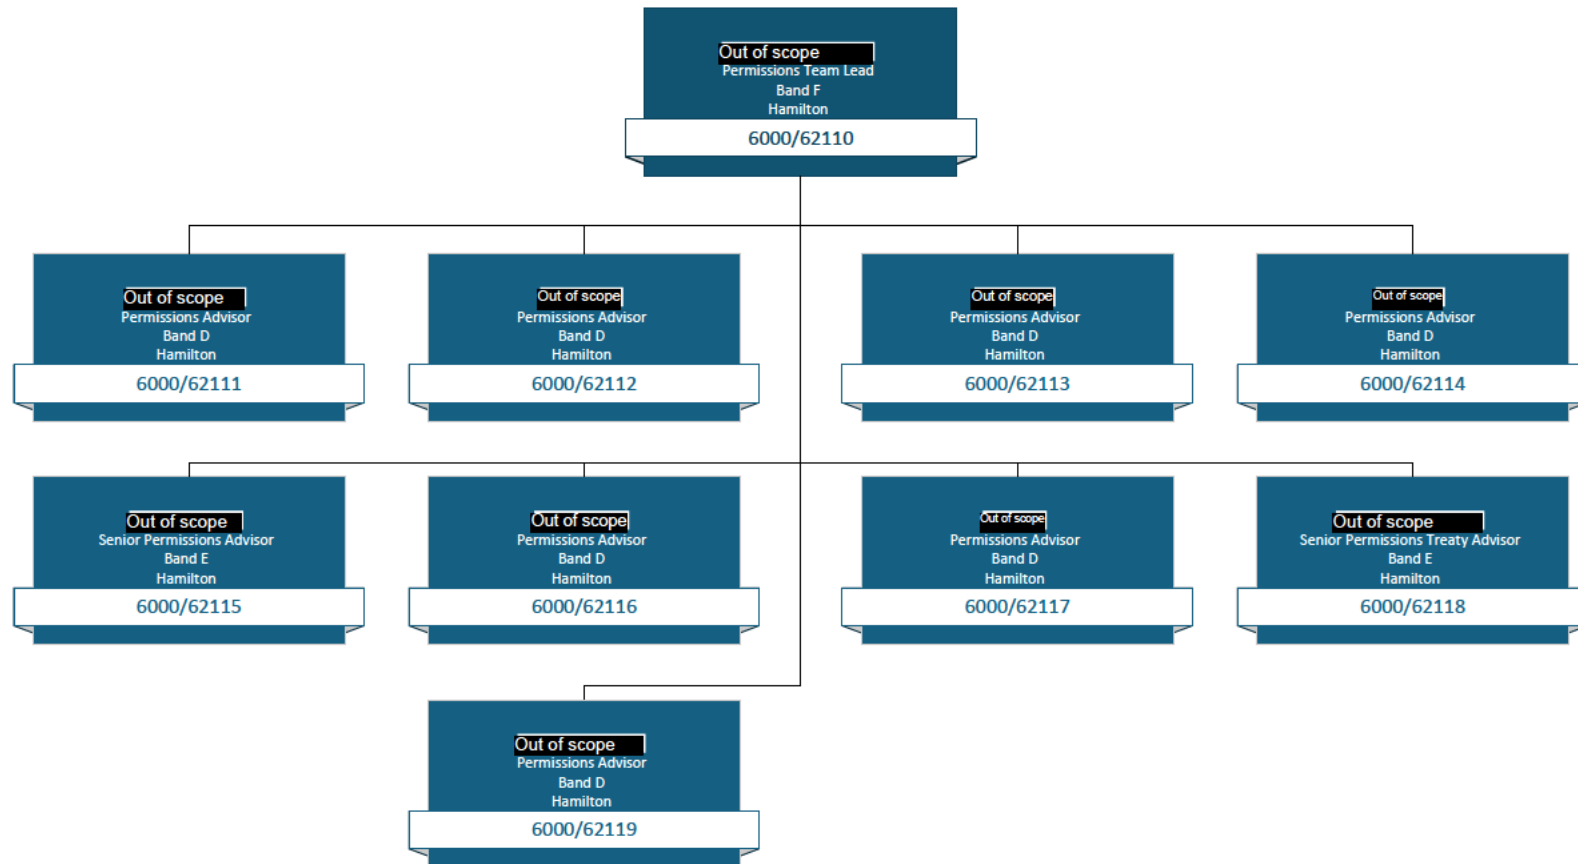 Out of scope
Permissions Team Lead
Band F
Hamilton
6000/62110
Out of scope
Permissions Advisor
Band D
Hamilton
6000/62111
Out of scope
Permissions Advisor
Band D
Hamilton
6000/62112
Out of scope
Permissions Advisor
Band D
Hamilton
6000/62113
Out of scope
Permissions Advisor
Band D
Hamilton
6000/62114
Out of scope
Senior Permissions Advisor
Band E
Hamilton
6000/62115
Out of scope
Permissions Advisor
Band D
Hamilton
6000/62116
Out of scope
Permissions Advisor
Band D
Hamilton
6000/62117
Out of scope
Senior Permissions Treaty Advisor
Band E
Hamilton
6000/62118
Out of scope
Permissions Advisor
Band D
Hamilton
6000/62119